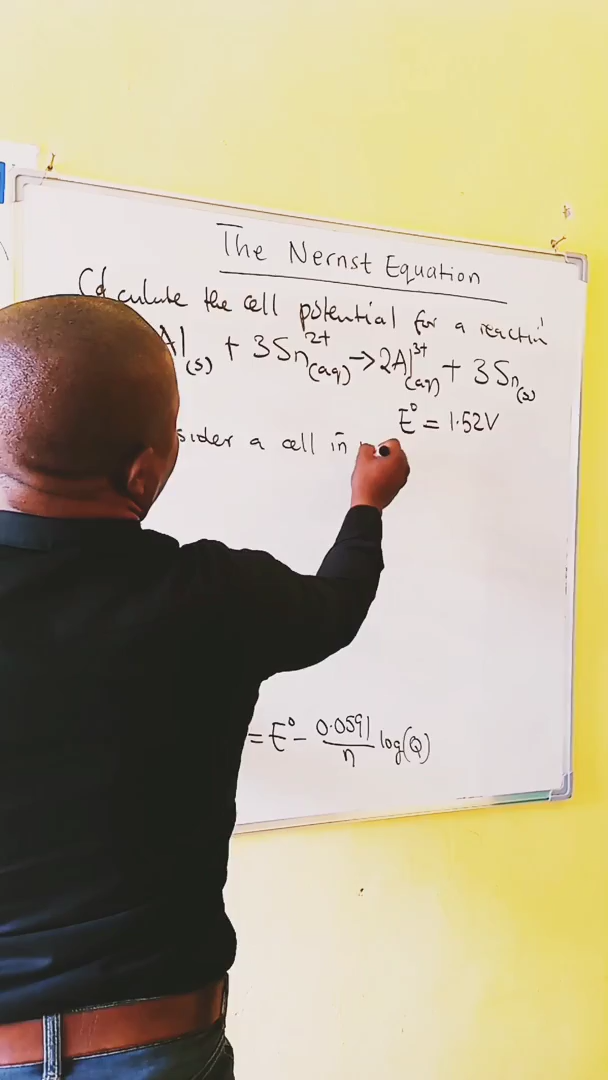 The Nernst Equation
Calculate the cell potential for a reactin
Al(s) + 3Sn²⁺(aq) → 2Al³⁺(aq) + 3Sn(s)
E° = 1.52V
sider a cell in
= E° - 0.0591/n log(Q)